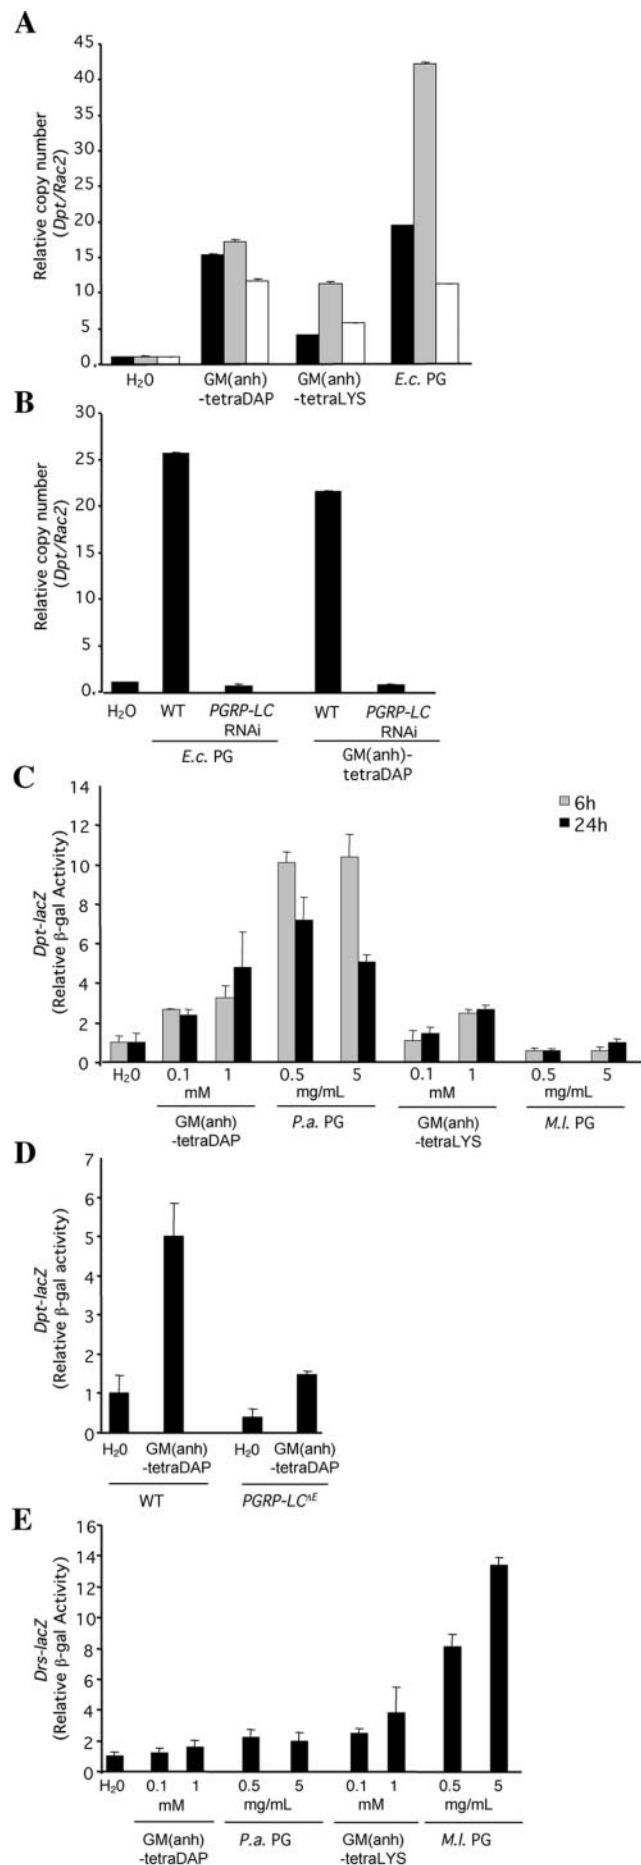 A
Relative copy number
(Dpt/Rac2)
45
40
35
30
25
20
15
10
5
0,
H₂0
GM(anh)
-tetraDAP
GM(anh)
-tetraLYS
E.c. PG
B
Relative copy number
(Dpt/Rac2)
30
25
20
15
10
5
0,
H₂O
WT
PGRP-LC
RNAi
WT
PGRP-LC
RNAi
E.c. PG
GM(anh)-
tetraDAP
C
Dpt-lacZ
(Relative β-gal Activity)
14
12
10
8
6
4
2
0
6h
24h
H₂0
0.1
1
0.5
5
0.1
1
0.5
5
mM
mg/mL
mM
mg/mL
GM(anh)
-tetraDAP
P.a. PG
GM(anh)
-tetraLYS
M.l. PG
D
Dpt-lacZ
(Relative β-gal activity)
7
6
5
4
3
2
1
0
H₂0
GM(anh)
-tetraDAP
H₂0
GM(anh)
-tetraDAP
WT
PGRP-LC
E
Drs-lacZ
(Relative β-gal Activity)
16
14
12
10
8
6
4
2
0
H₂0
0.1
1
0.5
5
0.1
1
0.5
5
mM
mg/mL
mM
mg/mL
GM(anh)
-tetraDAP
P.a. PG
GM(anh)
-tetraLYS
M.l. PG